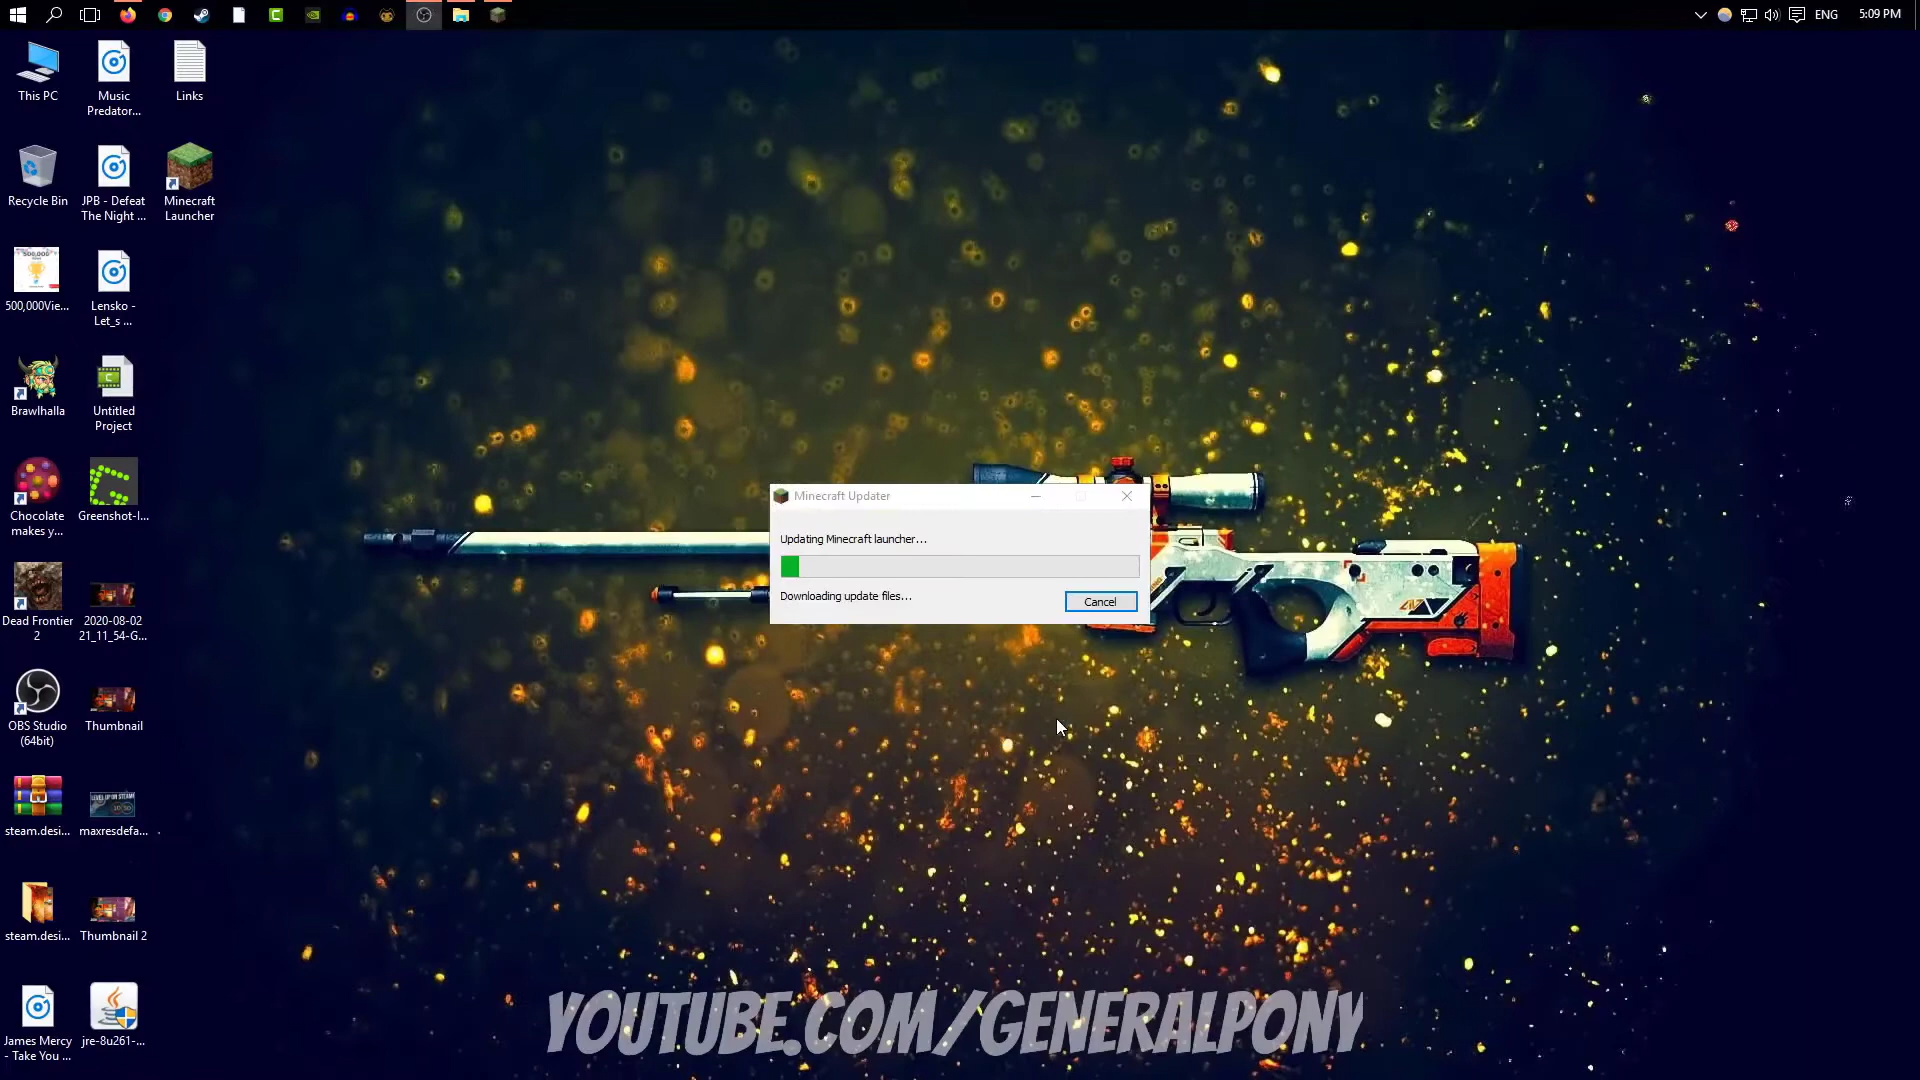 ENG
5:09 PM
This PC
Music
Predator...
Links
Recycle Bin
JPB - Defeat
The Night ...
Minecraft
Launcher
500,000
500,000Vie...
Lensko -
Let_s ...
Brawlhalla
Untitled
Project
Chocolate
makes y...
Greenshot-I...
Dead Frontier
2
2020-08-02
21_11_54-G...
OBS Studio
(64bit)
Thumbnail
steam.desi...
maxresdefa...
steam.desi...
Thumbnail 2
James Mercy
- Take You ...
jre-8u261-...
Minecraft Updater
Updating Minecraft launcher...
Downloading update files...
Cancel
YOUTUBE.COM/GENERALPONY